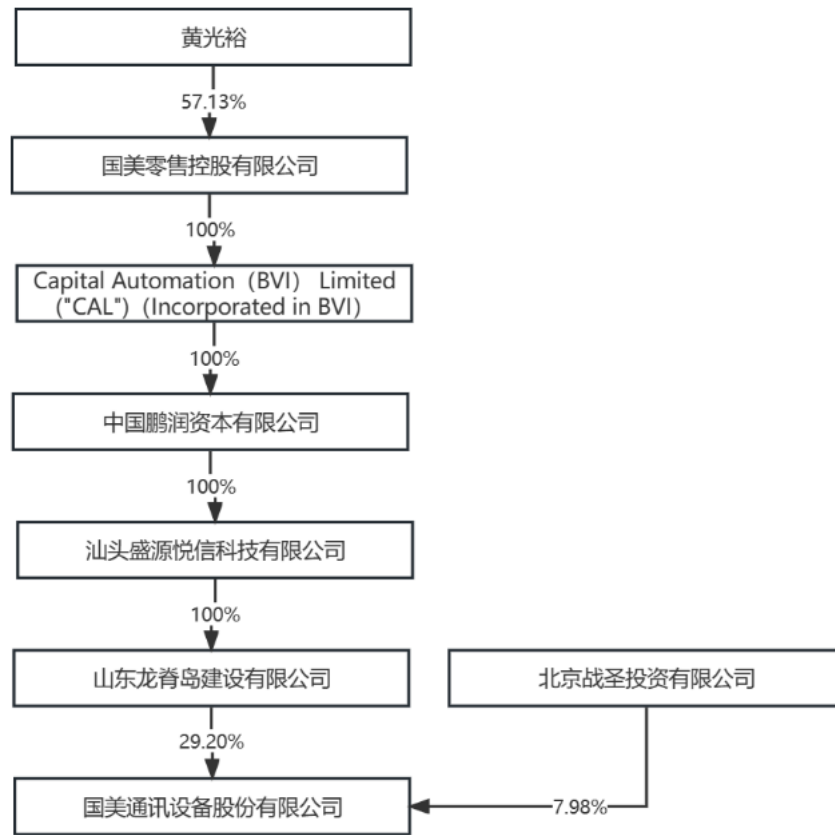 黄光裕
57.13%
国美零售控股有限公司
100%
Capital Automation（BVI） Limited
("CAL")（Incorporated in BVI）
100%
中国鹏润资本有限公司
100%
汕头盛源悦信科技有限公司
100%
山东龙脊岛建设有限公司
北京战圣投资有限公司
29.20%
国美通讯设备股份有限公司
7.98%